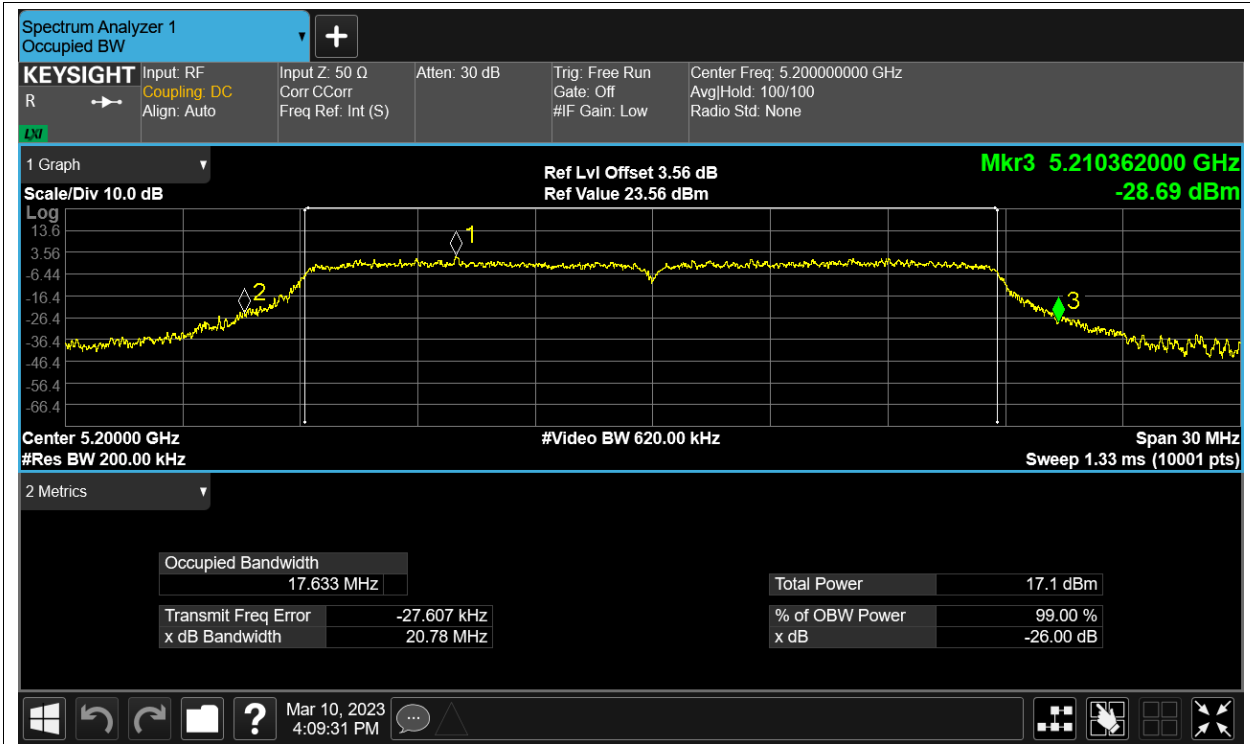 Spectrum Analyzer 1
Occupied BW
KEYSIGHT
R
LXI
Input: RF
Coupling: DC
Align: Auto
Input Z: 50 Ω
Corr CCorr
Freq Ref: Int (S)
Atten: 30 dB
Trig: Free Run
Gate: Off
#IF Gain: Low
Center Freq: 5.200000000 GHz
Avg|Hold: 100/100
Radio Std: None
1 Graph
Scale/Div 10.0 dB
Ref Lvl Offset 3.56 dB
Ref Value 23.56 dBm
Mkr3 5.210362000 GHz
-28.69 dBm
Log
13.6
3.56
-6.44
-16.4
-26.4
-36.4
-46.4
-56.4
-66.4
1
2
3
Center 5.20000 GHz
#Video BW 620.00 kHz
Span 30 MHz
#Res BW 200.00 kHz
Sweep 1.33 ms (10001 pts)
2 Metrics
Occupied Bandwidth
17.633 MHz
Total Power 17.1 dBm
Transmit Freq Error -27.607 kHz
% of OBW Power 99.00 %
x dB Bandwidth 20.78 MHz
x dB -26.00 dB
?
Mar 10, 2023
4:09:31 PM